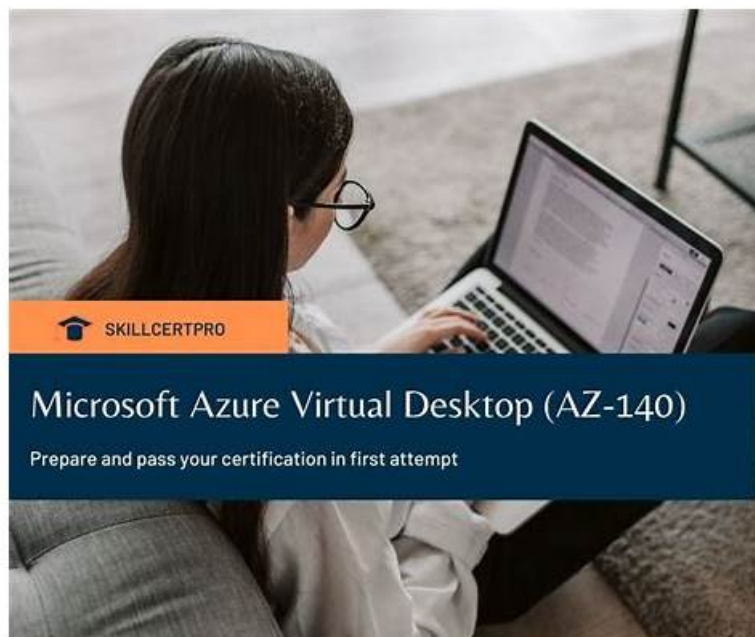 SKILLCERTPRO
Microsoft Azure Virtual Desktop (AZ-140)
Prepare and pass your certification in first attempt